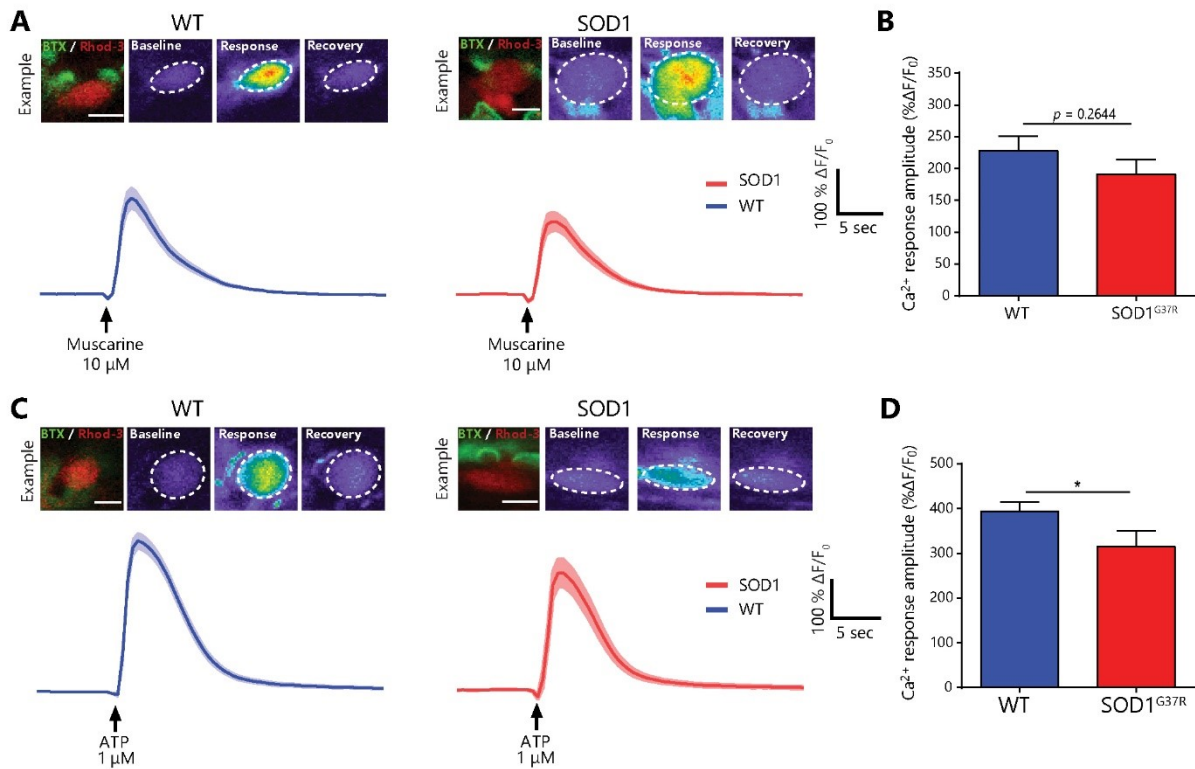 A
WT
SOD1
BTX / Rhod-3
Baseline
Response
Recovery
Example
BTX / Rhod-3
Baseline
Response
Recovery
Example
SOD1
WT
100 % ΔF/F₀
5 sec
Muscarine
10 μM
Muscarine
10 μM
B
Ca²⁺ response amplitude (%ΔF/F₀)
350
300
250
200
150
100
50
0
p = 0.2644
WT
SOD1ᴳ³⁷ᴿ
C
WT
SOD1
BTX / Rhod-3
Baseline
Response
Recovery
Example
BTX / Rhod-3
Baseline
Response
Recovery
Example
SOD1
WT
100 % ΔF/F₀
5 sec
ATP
1 μM
ATP
1 μM
D
Ca²⁺ response amplitude (%ΔF/F₀)
500
400
300
200
100
0
*
WT
SOD1ᴳ³⁷ᴿ